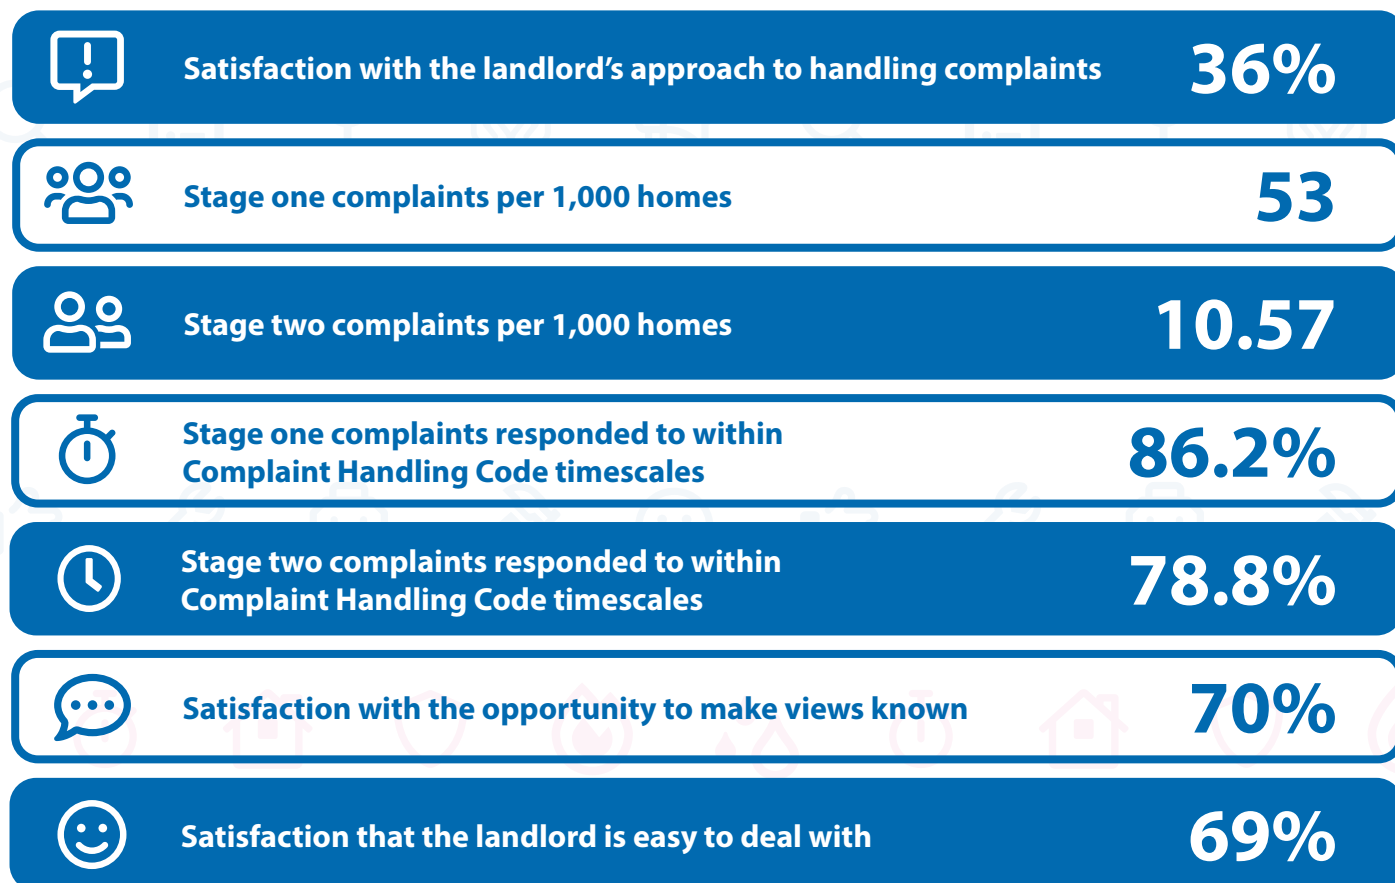 Satisfaction with the landlord’s approach to handling complaints 36%
Stage one complaints per 1,000 homes 53
Stage two complaints per 1,000 homes 10.57
Stage one complaints responded to within
Complaint Handling Code timescales 86.2%
Stage two complaints responded to within
Complaint Handling Code timescales 78.8%
Satisfaction with the opportunity to make views known 70%
Satisfaction that the landlord is easy to deal with 69%